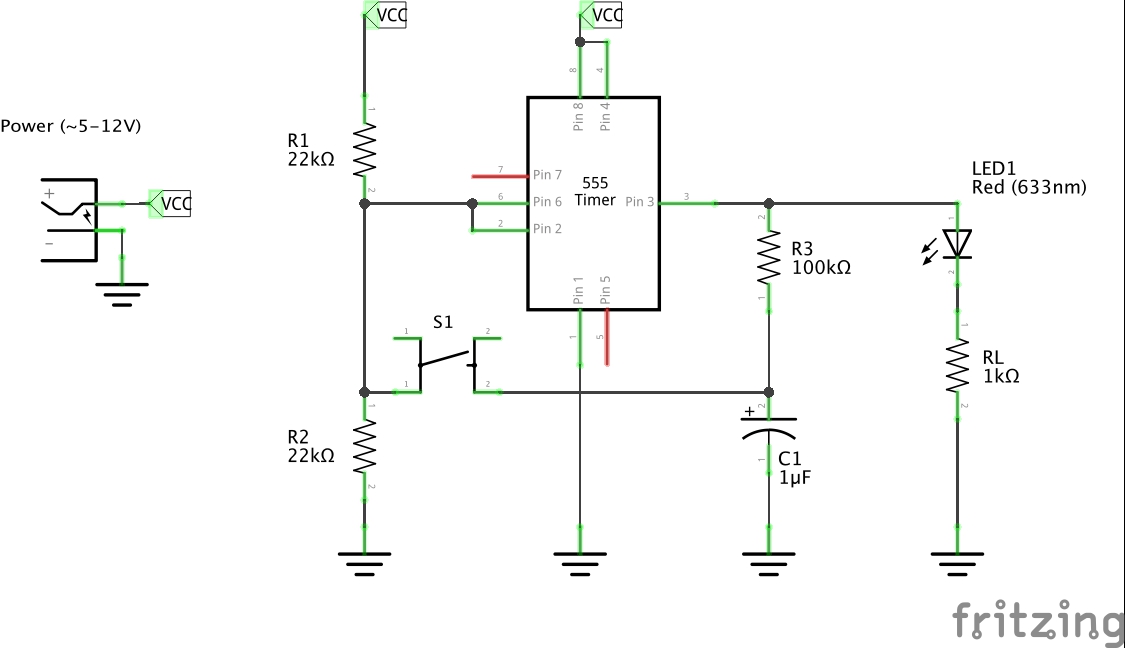 VCC
VCC
8
4
1
Power (~5-12V)
R1
22kΩ
Pin 8
Pin 4
+
VCC
−
2
7
Pin 7
6
Pin 6
2
Pin 2
555
Timer
Pin 3
3
LED1
Red (633nm)
1
2
2
R3
100kΩ
1
Pin 1
Pin 5
1
5
S1
1
2
1
2
1
RL
1kΩ
2
R2
22kΩ
1
2
2
+
C1
1µF
1
fritzing